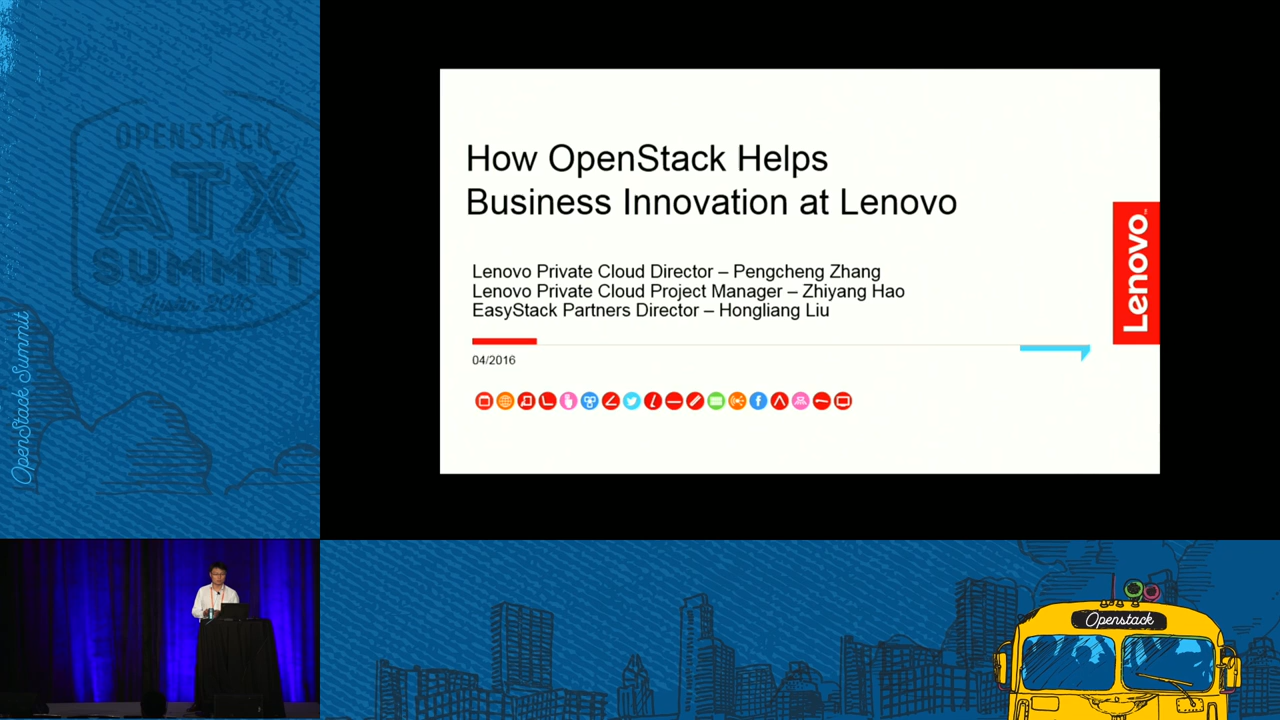 OPENSTACK
ATX
SUMMIT
OpenStack Summit
How OpenStack Helps
Business Innovation at Lenovo
Lenovo Private Cloud Director – Pengcheng Zhang
Lenovo Private Cloud Project Manager – Zhiyang Hao
EasyStack Partners Director – Hongliang Liu
04/2016
Lenovo
Openstack